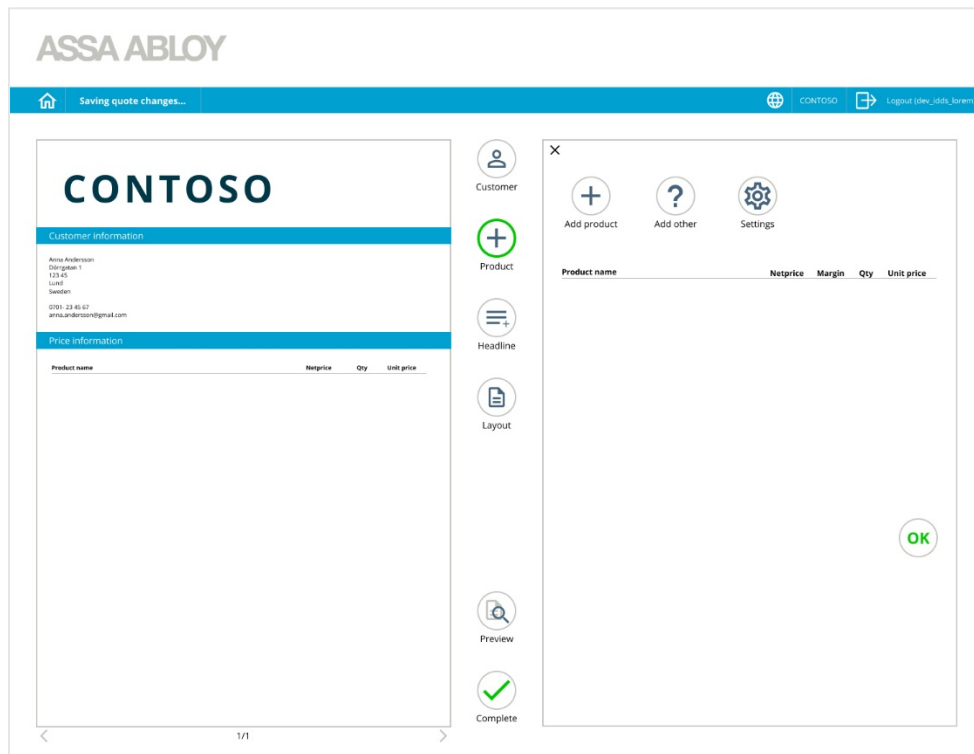 ASSA ABLOY
Saving quote changes...
CONTOSO
Logout (dev_idds_lorem
CONTOSO
Customer information
Anna Andersson
Dörrgatan 1
123 45
Lund
Sweden
0701- 23 45 67
anna.andersson@gmail.com
Price information
Product name Netprice Qty Unit price
1/1
Customer
Product
Headline
Layout
Preview
Complete
Add product
Add other
Settings
Product name Netprice Margin Qty Unit price
OK